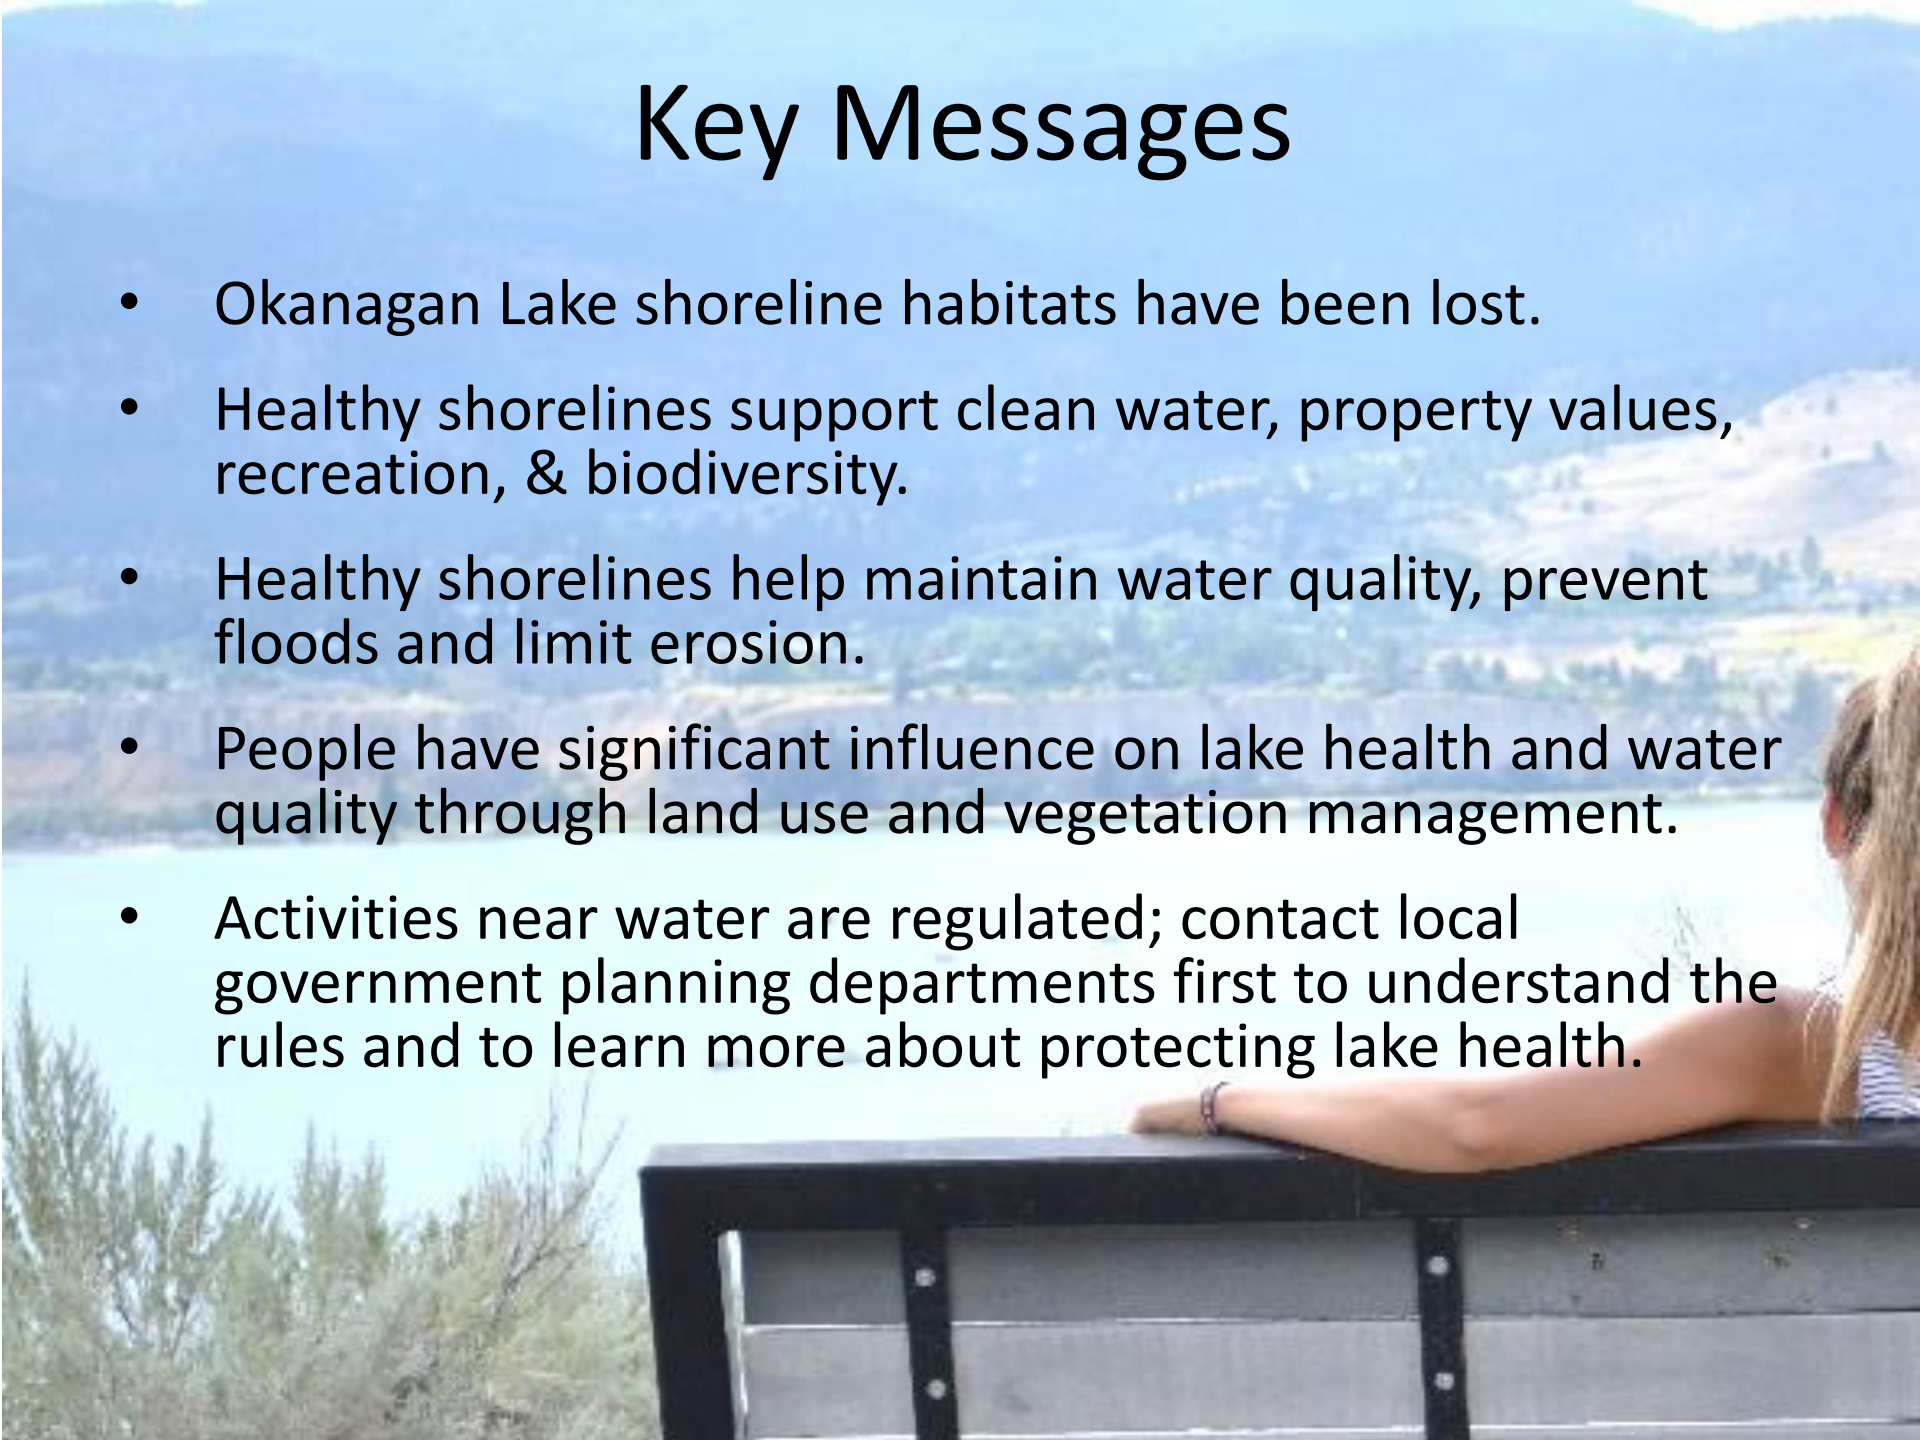 Key Messages
• Okanagan Lake shoreline habitats have been lost.
• Healthy shorelines support clean water, property values,
recreation, & biodiversity.
• Healthy shorelines help maintain water quality, prevent
floods and limit erosion.
• People have significant influence on lake health and water
quality through land use and vegetation management.
• Activities near water are regulated; contact local
government planning departments first to understand the
rules and to learn more about protecting lake health.